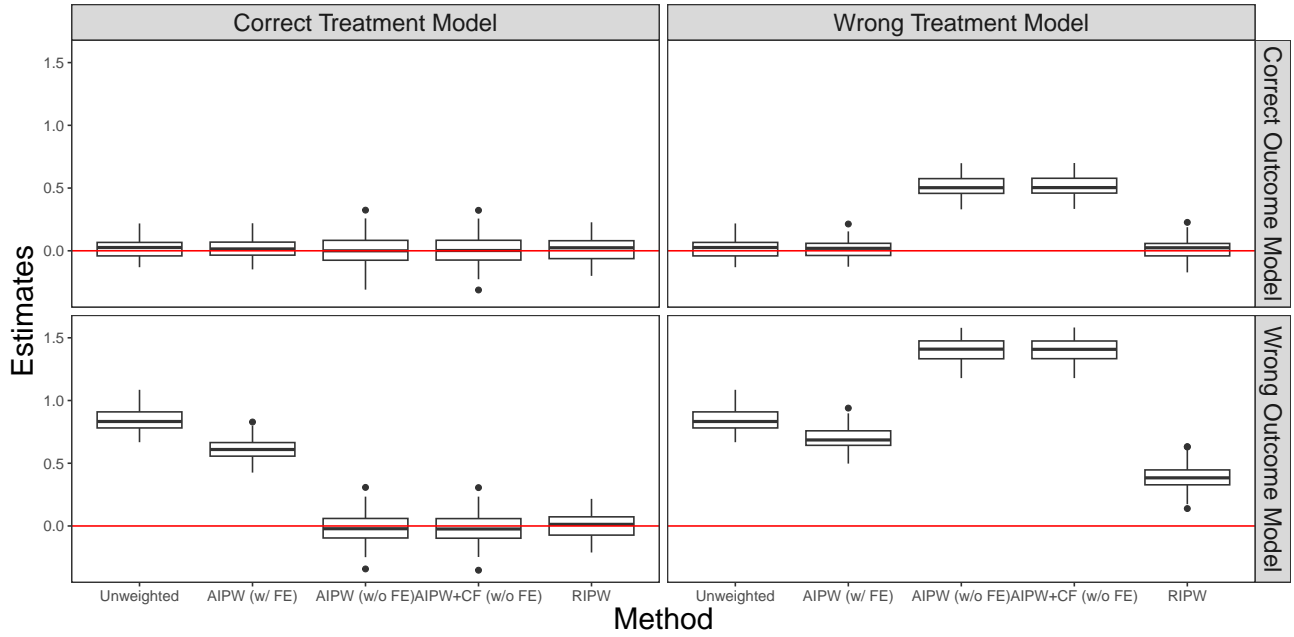 Correct Treatment Model
Wrong Treatment Model
Correct Outcome Model
Wrong Outcome Model
Estimates
1.5
1.0
0.5
0.0
1.5
1.0
0.5
0.0
Unweighted AIPW (w/ FE) AIPW (w/o FE) AIPW+CF (w/o FE) RIPW
Unweighted AIPW (w/ FE) AIPW (w/o FE) AIPW+CF (w/o FE) RIPW
Method